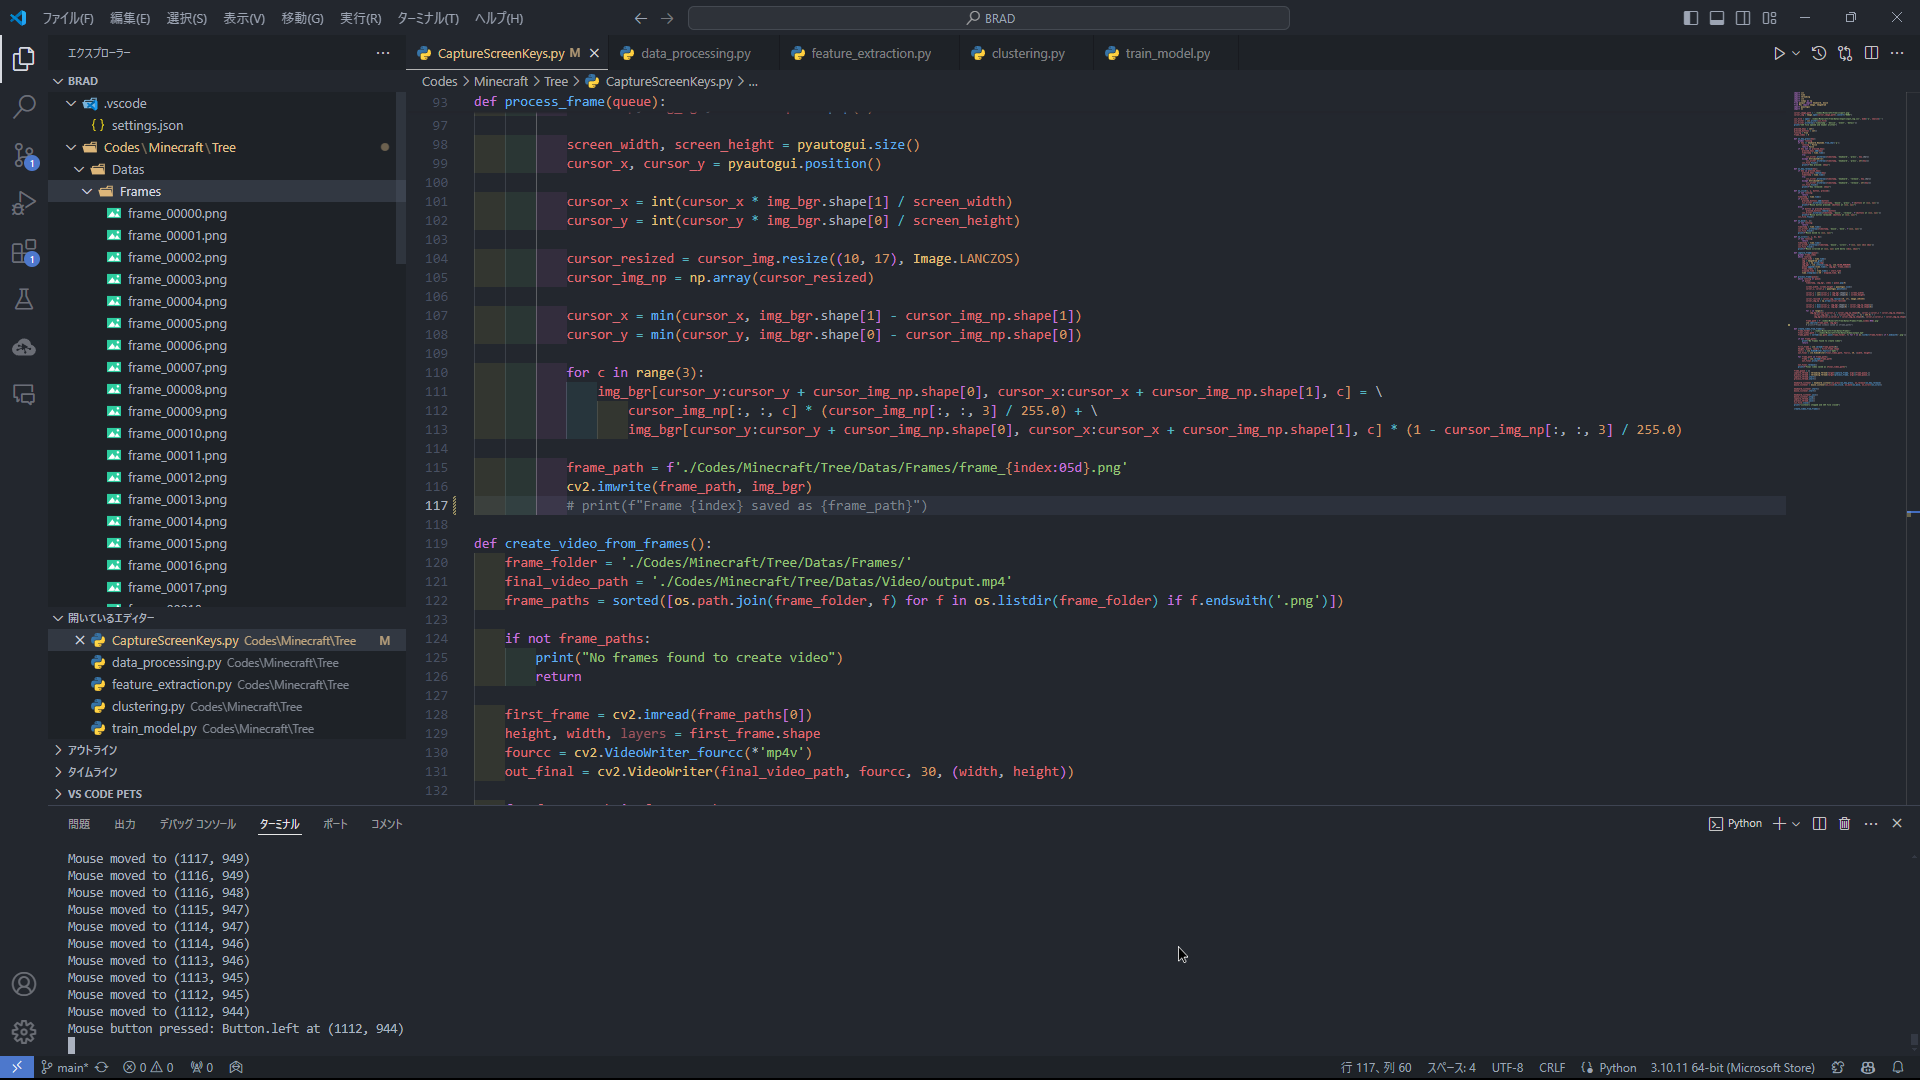 ファイル(F) 編集(E) 選択(S) 表示(V) 移動(G) 実行(R) ターミナル(T) ヘルプ(H) BRAD
エクスプローラー
BRAD
.vscode
settings.json
Codes\Minecraft\Tree
Datas
Frames
frame_00000.png
frame_00001.png
frame_00002.png
frame_00003.png
frame_00004.png
frame_00005.png
frame_00006.png
frame_00007.png
frame_00008.png
frame_00009.png
frame_00010.png
frame_00011.png
frame_00012.png
frame_00013.png
frame_00014.png
frame_00015.png
frame_00016.png
frame_00017.png
開いているエディター
CaptureScreenKeys.py Codes\Minecraft\Tree M
data_processing.py Codes\Minecraft\Tree
feature_extraction.py Codes\Minecraft\Tree
clustering.py Codes\Minecraft\Tree
train_model.py Codes\Minecraft\Tree
アウトライン
タイムライン
VS CODE PETS
1
1
CaptureScreenKeys.py M data_processing.py feature_extraction.py clustering.py train_model.py
Codes > Minecraft > Tree > CaptureScreenKeys.py > ...
93 def process_frame(queue):
97
98 screen_width, screen_height = pyautogui.size()
99 cursor_x, cursor_y = pyautogui.position()
100
101 cursor_x = int(cursor_x * img_bgr.shape[1] / screen_width)
102 cursor_y = int(cursor_y * img_bgr.shape[0] / screen_height)
103
104 cursor_resized = cursor_img.resize((10, 17), Image.LANCZOS)
105 cursor_img_np = np.array(cursor_resized)
106
107 cursor_x = min(cursor_x, img_bgr.shape[1] - cursor_img_np.shape[1])
108 cursor_y = min(cursor_y, img_bgr.shape[0] - cursor_img_np.shape[0])
109
110 for c in range(3):
111 img_bgr[cursor_y:cursor_y + cursor_img_np.shape[0], cursor_x:cursor_x + cursor_img_np.shape[1], c] = \
112 cursor_img_np[:, :, c] * (cursor_img_np[:, :, 3] / 255.0) + \
113 img_bgr[cursor_y:cursor_y + cursor_img_np.shape[0], cursor_x:cursor_x + cursor_img_np.shape[1], c] * (1 - cursor_img_np[:, :, 3] / 255.0)
114
115 frame_path = f'./Codes/Minecraft/Tree/Datas/Frames/frame_{index:05d}.png'
116 cv2.imwrite(frame_path, img_bgr)
117 # print(f"Frame {index} saved as {frame_path}")
118
119 def create_video_from_frames():
120 frame_folder = './Codes/Minecraft/Tree/Datas/Frames/'
121 final_video_path = './Codes/Minecraft/Tree/Datas/Video/output.mp4'
122 frame_paths = sorted([os.path.join(frame_folder, f) for f in os.listdir(frame_folder) if f.endswith('.png')])
123
124 if not frame_paths:
125 print("No frames found to create video")
126 return
127
128 first_frame = cv2.imread(frame_paths[0])
129 height, width, layers = first_frame.shape
130 fourcc = cv2.VideoWriter_fourcc(*'mp4v')
131 out_final = cv2.VideoWriter(final_video_path, fourcc, 30, (width, height))
132
問題 出力 デバッグ コンソール ターミナル ポート コメント Python
Mouse moved to (1117, 949)
Mouse moved to (1116, 949)
Mouse moved to (1116, 948)
Mouse moved to (1115, 947)
Mouse moved to (1114, 947)
Mouse moved to (1114, 946)
Mouse moved to (1113, 946)
Mouse moved to (1113, 945)
Mouse moved to (1112, 945)
Mouse moved to (1112, 944)
Mouse button pressed: Button.left at (1112, 944)
main* 0 0 0 行 117、列 60 スペース: 4 UTF-8 CRLF Python 3.10.11 64-bit (Microsoft Store)